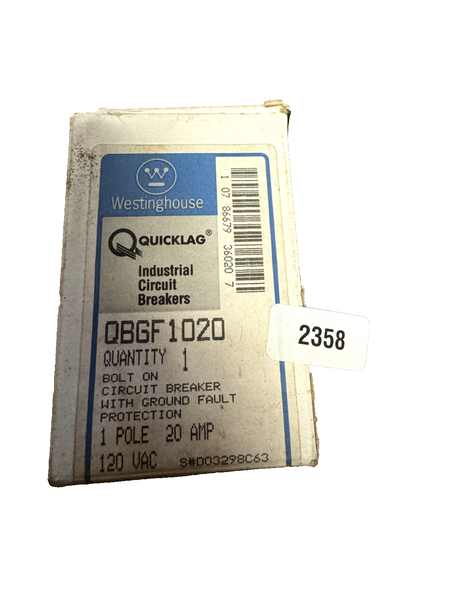 Westinghouse
QUICKLAG®
Industrial
Circuit
Breakers
1 07 86679 36020 7
QBGF1020
QUANTITY 1
BOLT ON
CIRCUIT BREAKER
WITH GROUND FAULT
PROTECTION
1 POLE 20 AMP
120 VAC S#D03298C63
2358